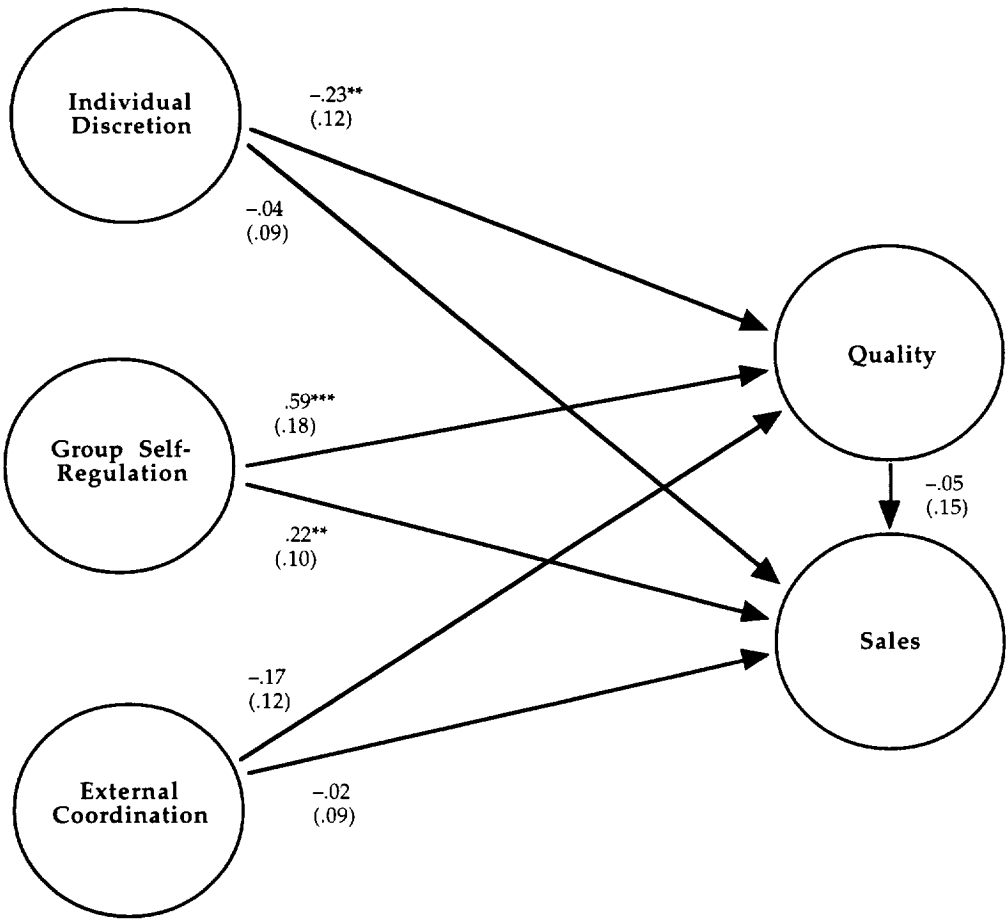 Individual
Discretion
–.23**
(.12)
–.04
(.09)
Quality
Group Self-
Regulation
.59***
(.18)
.22**
(.10)
–.05
(.15)
Sales
External
Coordination
–.17
(.12)
–.02
(.09)